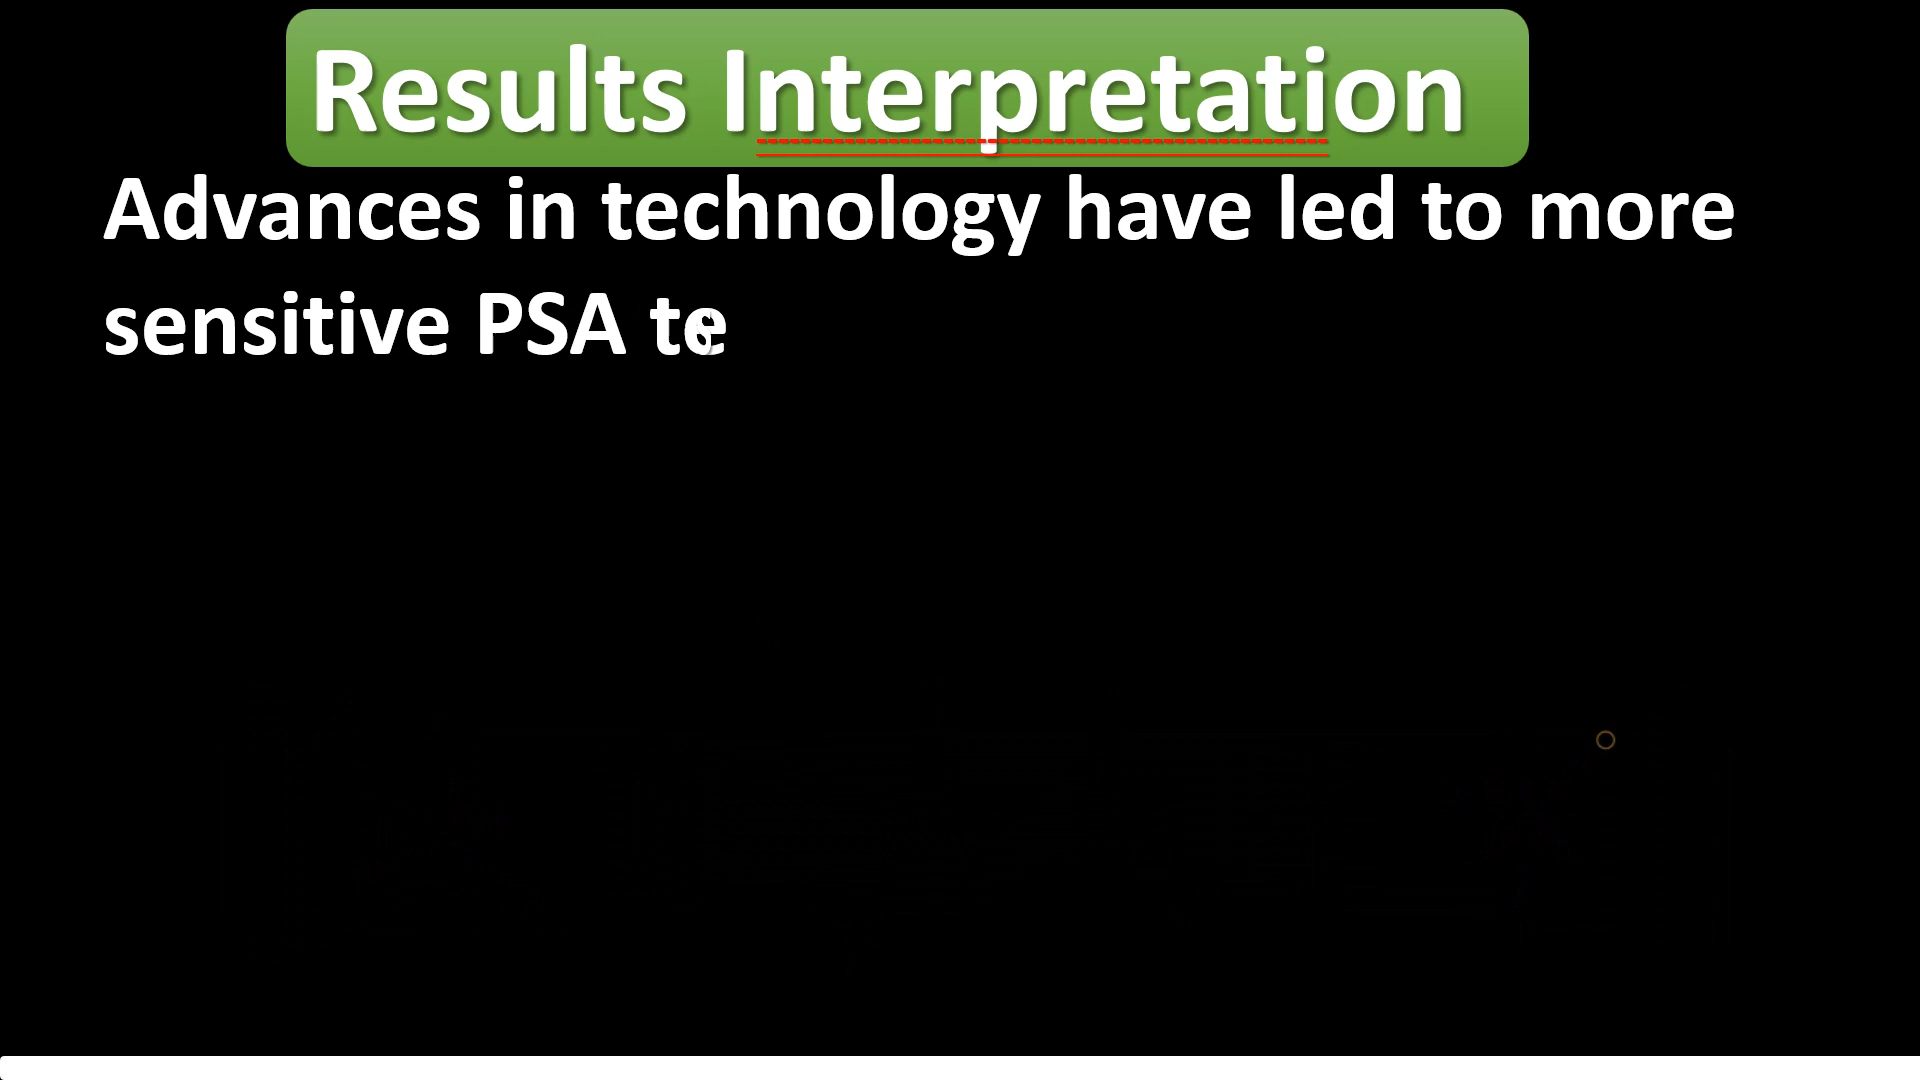 Results Interpretation
Advances in technology have led to more
sensitive PSA te